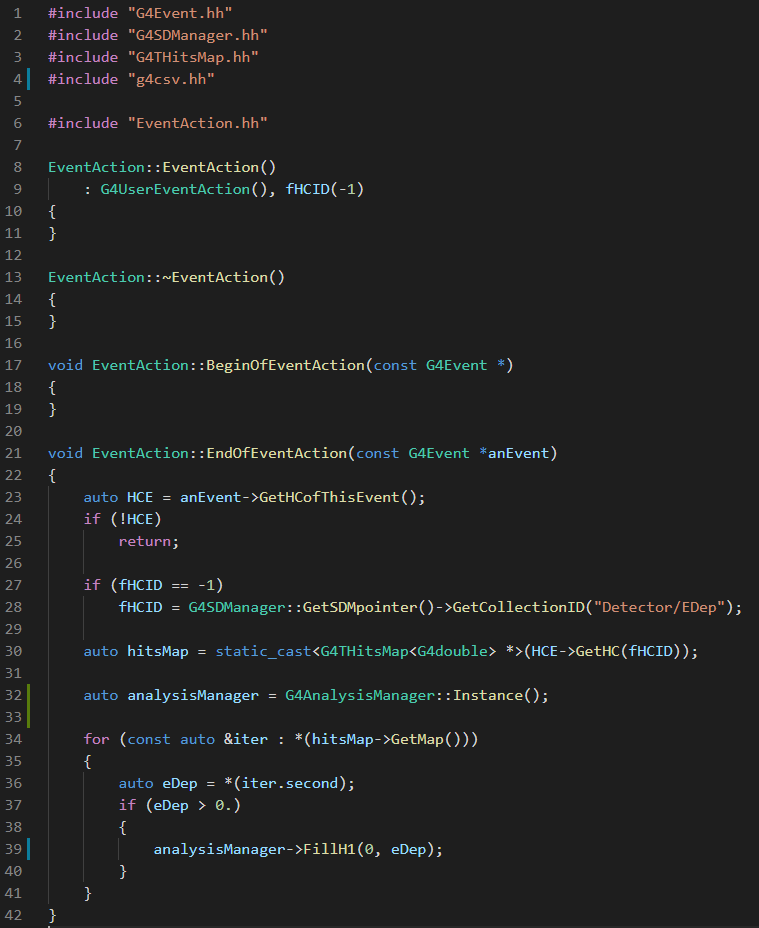 1 #include "G4Event.hh"
2 #include "G4SDManager.hh"
3 #include "G4THitsMap.hh"
4 #include "g4csv.hh"
5
6 #include "EventAction.hh"
7
8 EventAction::EventAction()
9     : G4UserEventAction(), fHCID(-1)
10 {
11 }
12
13 EventAction::~EventAction()
14 {
15 }
16
17 void EventAction::BeginOfEventAction(const G4Event *)
18 {
19 }
20
21 void EventAction::EndOfEventAction(const G4Event *anEvent)
22 {
23     auto HCE = anEvent->GetHCofThisEvent();
24     if (!HCE)
25         return;
26
27     if (fHCID == -1)
28         fHCID = G4SDManager::GetSDMpointer()->GetCollectionID("Detector/EDep");
29
30     auto hitsMap = static_cast<G4THitsMap<G4double> *>(HCE->GetHC(fHCID));
31
32     auto analysisManager = G4AnalysisManager::Instance();
33
34     for (const auto &iter : *(hitsMap->GetMap()))
35     {
36         auto eDep = *(iter.second);
37         if (eDep > 0.)
38         {
39             analysisManager->FillH1(0, eDep);
40         }
41     }
42 }